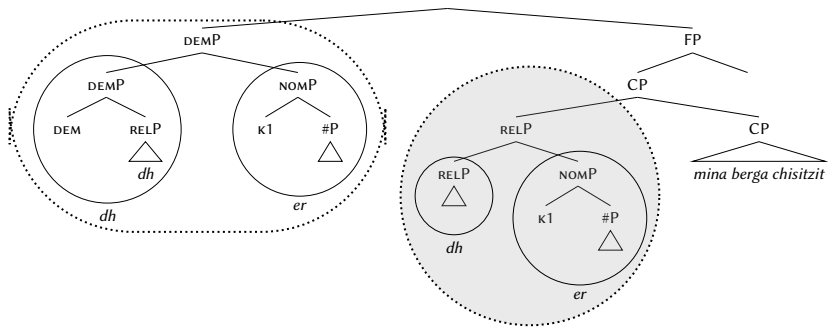 DEMP FP
DEMP NOMP CP
DEM RELP K1 #P RELP CP
dh RELP NOMP mina berga chisitzit
dh er K1 #P
dh
er